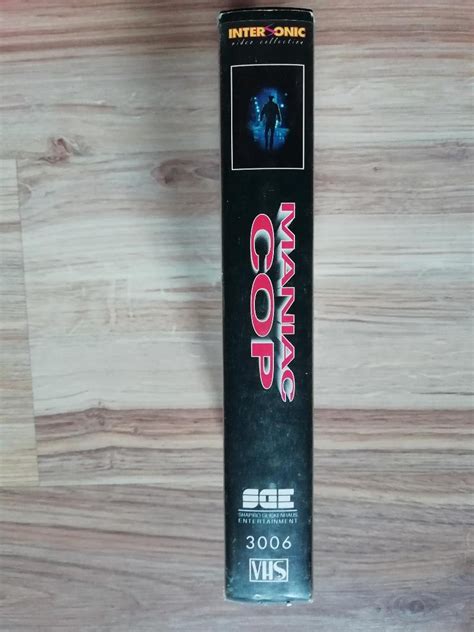 INTERSONIC
video collection
MANIAC
COP
SGE
SHAPIRO GLICKENHAUS
ENTERTAINMENT
3006
VHS